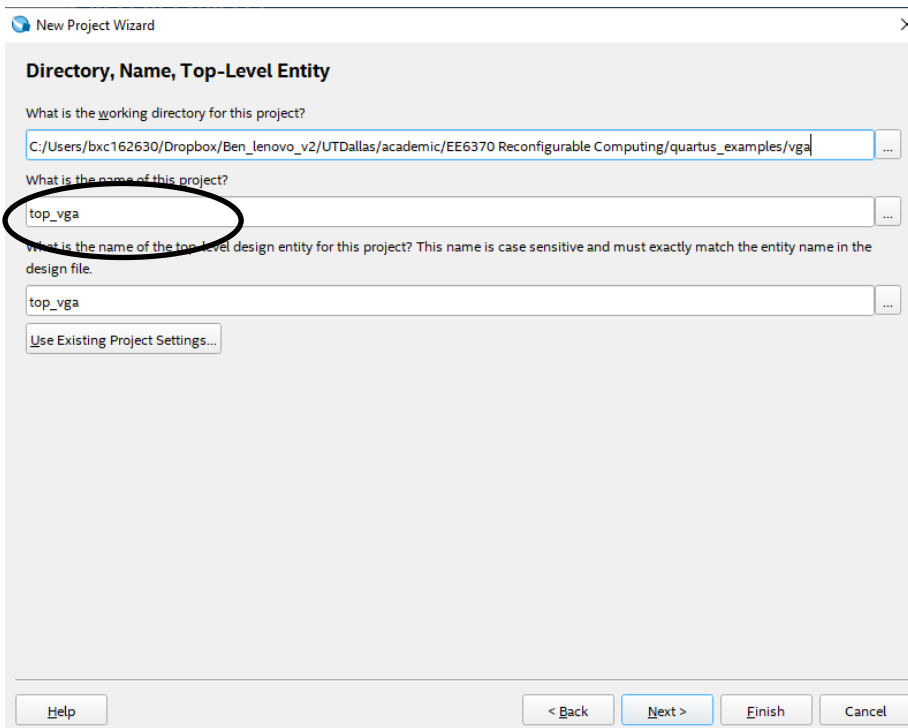 New Project Wizard
Directory, Name, Top-Level Entity
What is the working directory for this project?
C:/Users/bxc162630/Dropbox/Ben_lenovo_v2/UTDallas/academic/EE6370 Reconfigurable Computing/quartus_examples/vga
...
What is the name of this project?
top_vga
...
What is the name of the top-level design entity for this project? This name is case sensitive and must exactly match the entity name in the
design file.
top_vga
...
Use Existing Project Settings...
Help
< Back
Next >
Finish
Cancel